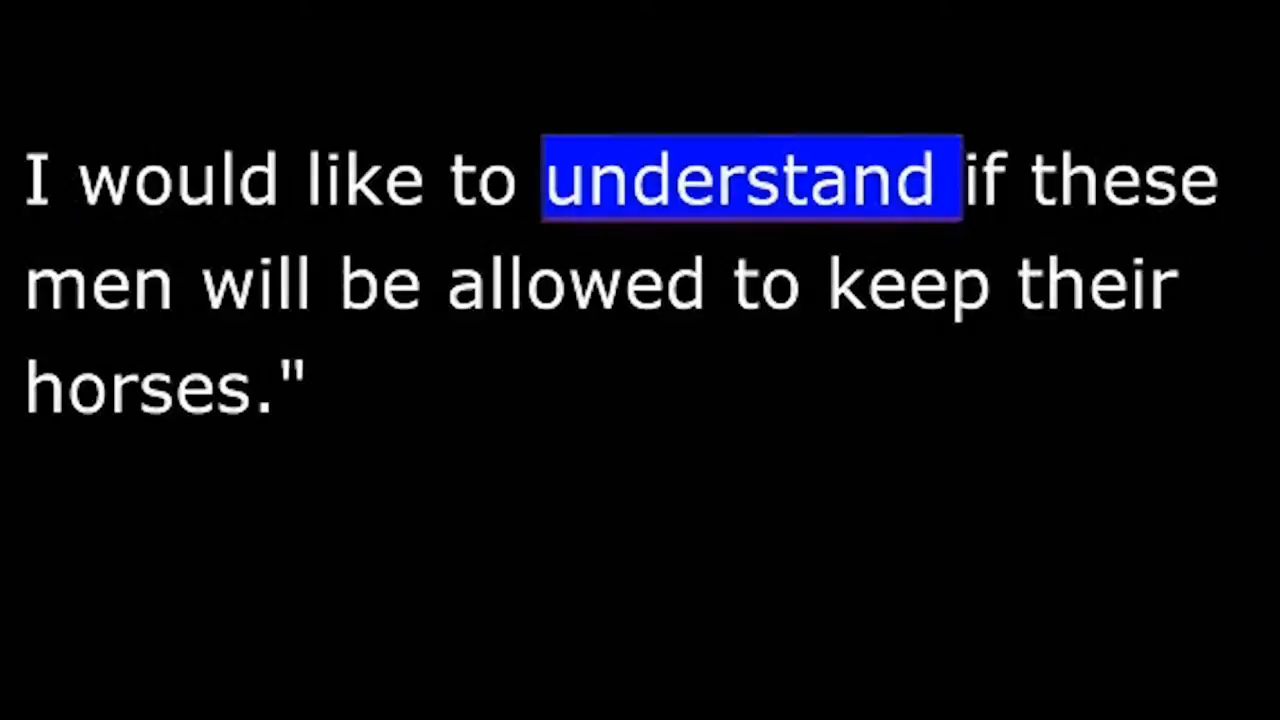 I would like to understand if these
men will be allowed to keep their
horses."